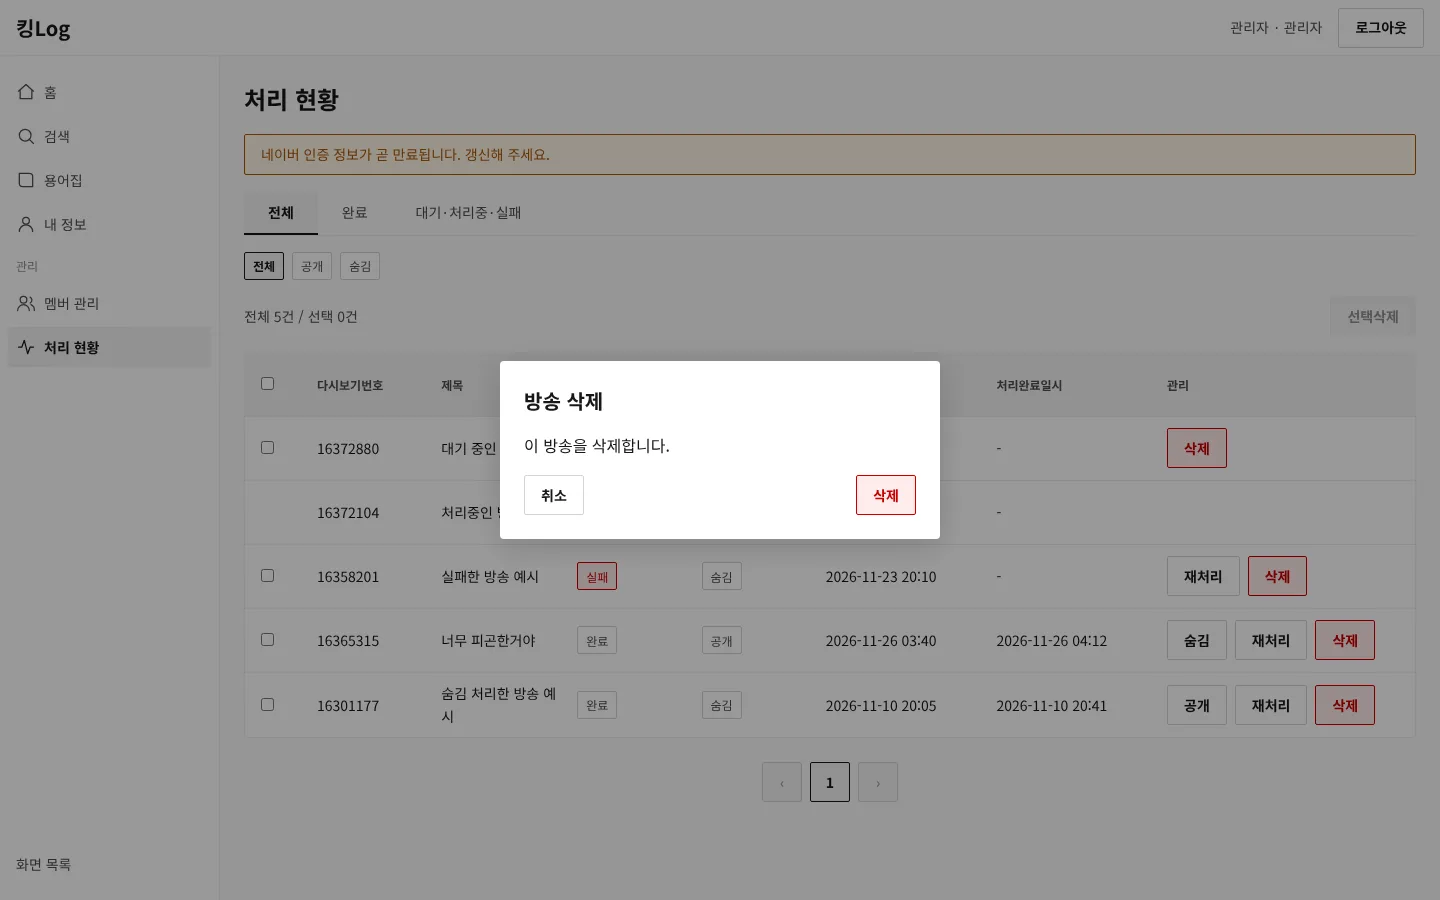 킹Log
관리자 · 관리자
로그아웃
홈
검색
용어집
내 정보
관리
멤버 관리
처리 현황
화면 목록
처리 현황
네이버 인증 정보가 곧 만료됩니다. 갱신해 주세요.
전체 완료 대기·처리중·실패
전체 공개 숨김
전체 5건 / 선택 0건
선택삭제
다시보기번호 제목 처리완료일시 관리
16372880 대기 중인 - 삭제
16372104 처리중인 -
16358201 실패한 방송 예시 실패 숨김 2026-11-23 20:10 - 재처리 삭제
16365315 너무 피곤한거야 완료 공개 2026-11-26 03:40 2026-11-26 04:12 숨김 재처리 삭제
16301177 숨김 처리한 방송 예 완료 숨김 2026-11-10 20:05 2026-11-10 20:41 공개 재처리 삭제
시
‹ 1 ›
방송 삭제
이 방송을 삭제합니다.
취소
삭제